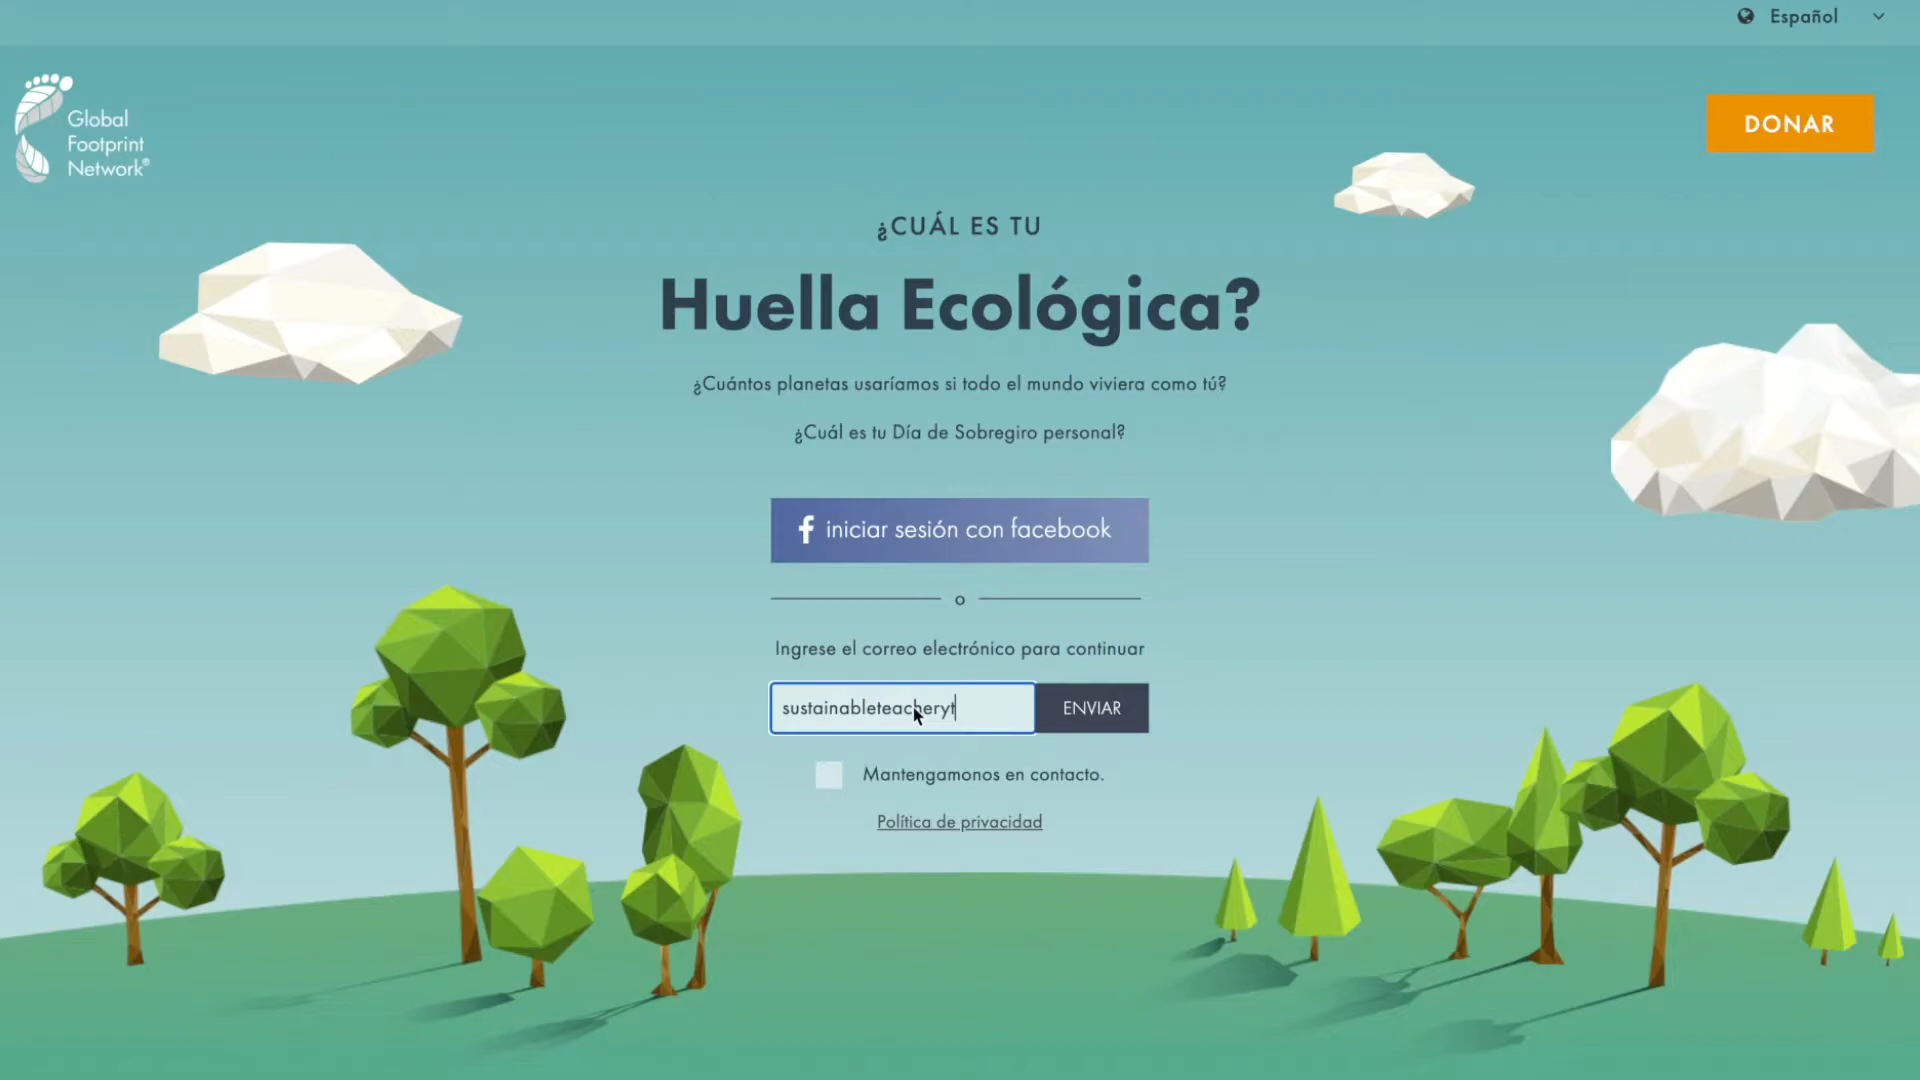 Español
Global
Footprint
Network®
DONAR
¿CUÁL ES TU
Huella Ecológica?
¿Cuántos planetas usaríamos si todo el mundo viviera como tú?
¿Cuál es tu Día de Sobregiro personal?
f iniciar sesión con facebook
o
Ingrese el correo electrónico para continuar
sustainableteacheryt
ENVIAR
Mantengamonos en contacto.
Política de privacidad